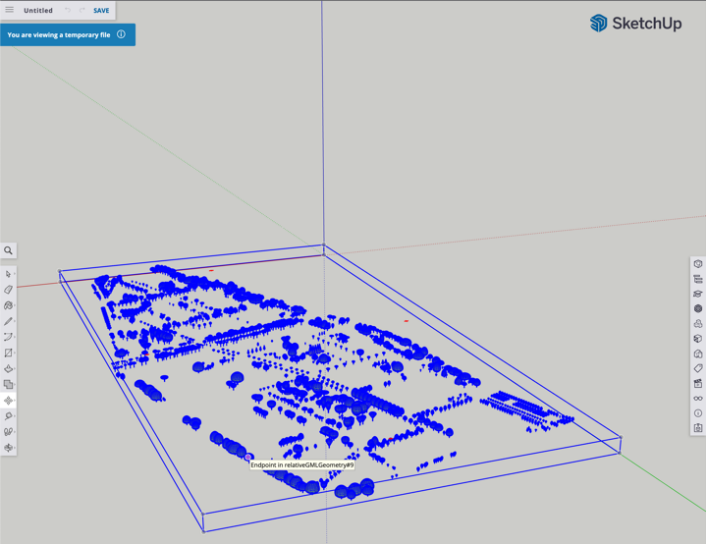 Untitled SAVE
You are viewing a temporary file
SketchUp
Endpoint in relativeGMLGeometry#9